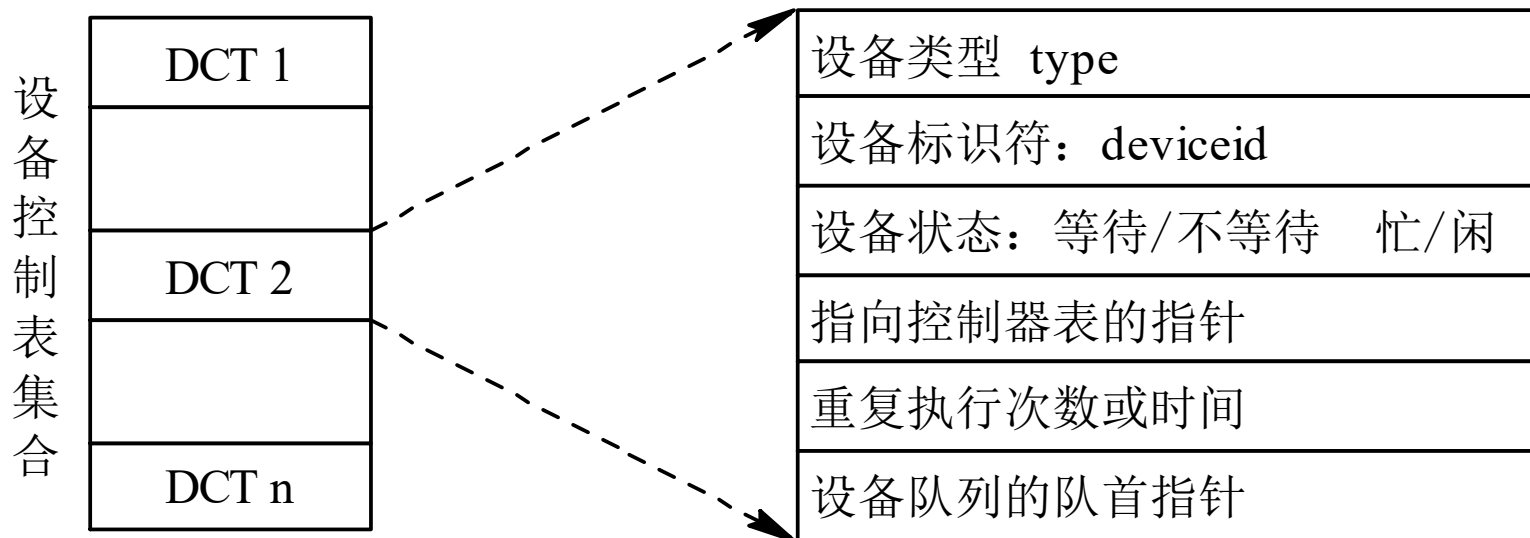 设备控制表集合
DCT 1
DCT 2
DCT n
设备类型 type
设备标识符：deviceid
设备状态：等待/不等待 忙/闲
指向控制器表的指针
重复执行次数或时间
设备队列的队首指针